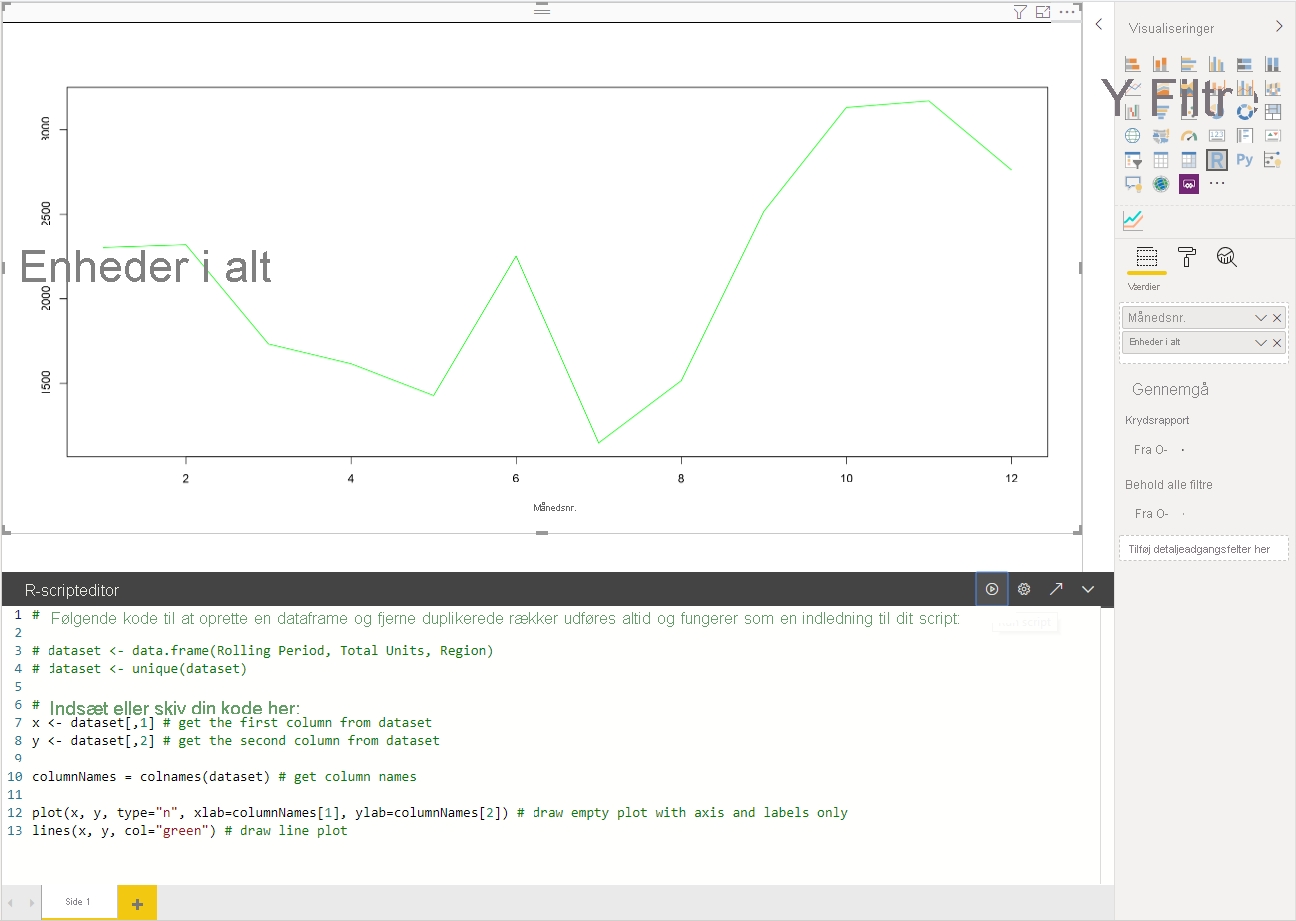 Visualiseringer
Y Filtre
3000
2500
Enheder i alt
2000
1500
2 4 6 8 10 12
Månedsnr.
123
R Py
Værdier
Månedsnr.
Enheder i alt
Gennemgå
Krydsrapport
Fra O-
Behold alle filtre
Fra O-
Tilføj detaljeadgangsfelter her
R-scripteditor
1 # Følgende kode til at oprette en dataframe og fjerne duplikerede rækker udføres altid og fungerer som en indledning til dit script:
2
3 # dataset <- data.frame(Rolling Period, Total Units, Region)
4 # dataset <- unique(dataset)
5
6 # Indsæt eller skiv din kode her:
7 x <- dataset[,1] # get the first column from dataset
8 y <- dataset[,2] # get the second column from dataset
9
10 columnNames = colnames(dataset) # get column names
11
12 plot(x, y, type="n", xlab=columnNames[1], ylab=columnNames[2]) # draw empty plot with axis and labels only
13 lines(x, y, col="green") # draw line plot
Side 1